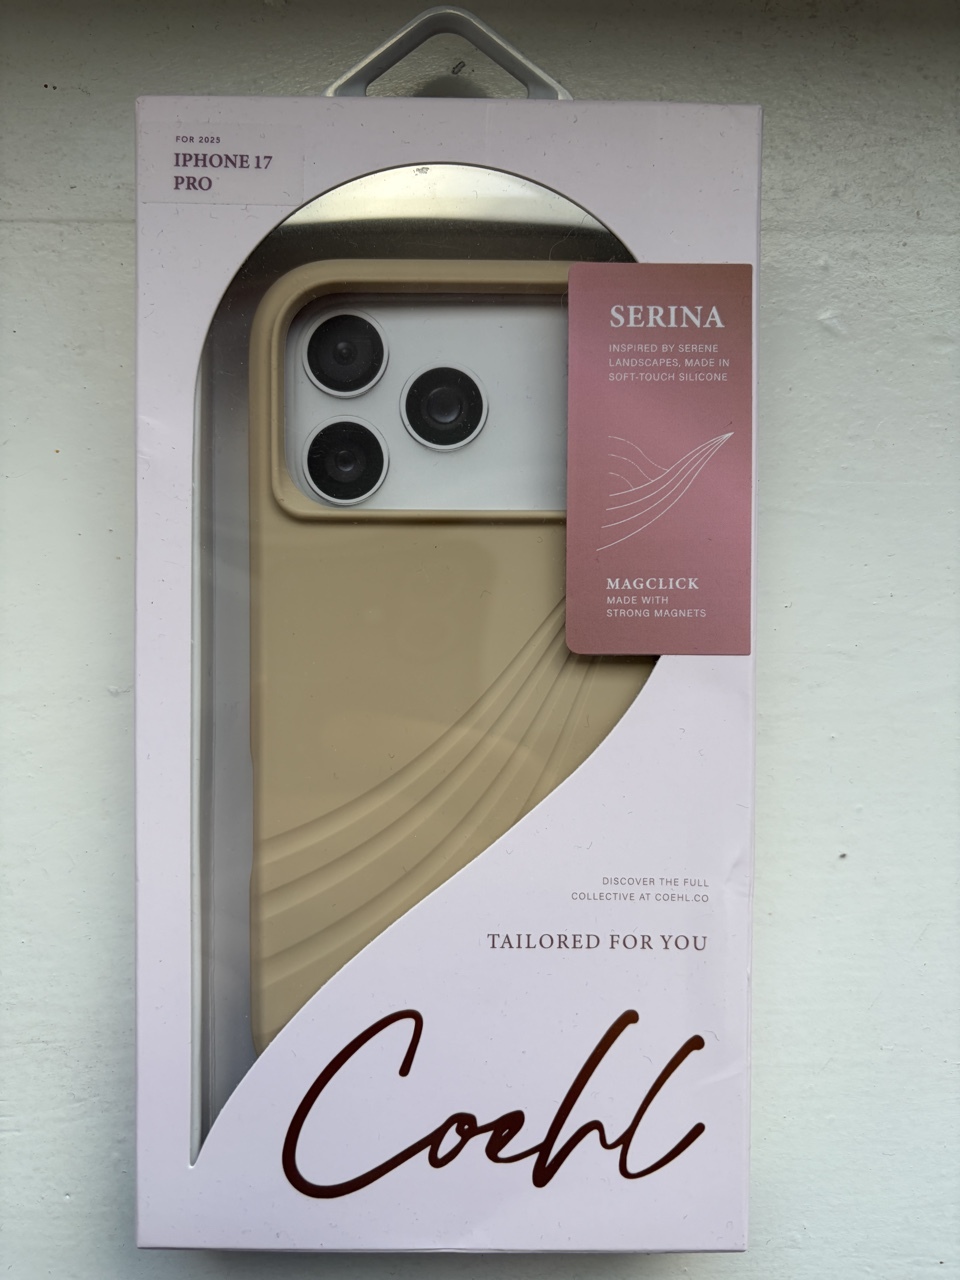 FOR 2025
IPHONE 17
PRO
SERINA
INSPIRED BY SERENE
LANDSCAPES, MADE IN
SOFT-TOUCH SILICONE
MAGCLICK
MADE WITH
STRONG MAGNETS
DISCOVER THE FULL
COLLECTIVE AT COEHL.CO
TAILORED FOR YOU
Coehl